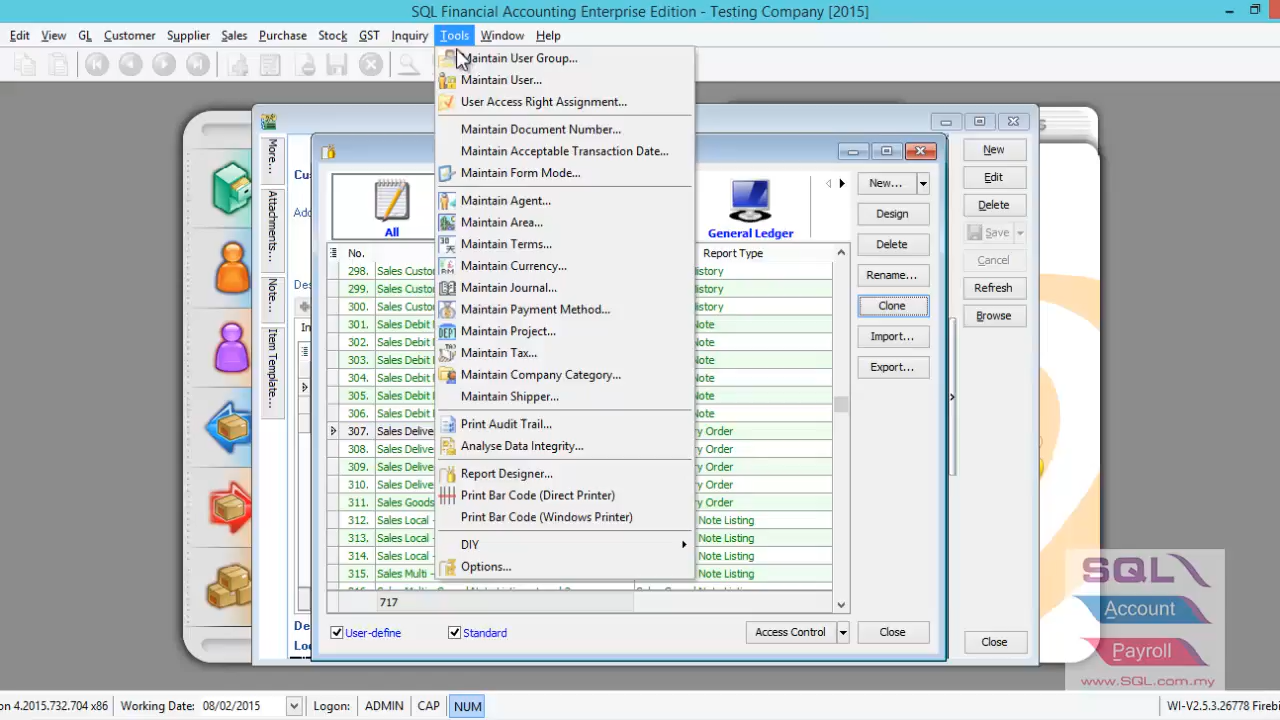 SQL Financial Accounting Enterprise Edition - Testing Company [2015]
Edit View GL Customer Supplier Sales Purchase Stock GST Inquiry Tools Window Help
Maintain User Group...
Maintain User...
User Access Right Assignment...
Maintain Document Number...
Maintain Acceptable Transaction Date...
Maintain Form Mode...
Maintain Agent...
Maintain Area...
Maintain Terms...
Maintain Currency...
Maintain Journal...
Maintain Payment Method...
Maintain Project...
Maintain Tax...
Maintain Company Category...
Maintain Shipper...
Print Audit Trail...
Analyse Data Integrity...
Report Designer...
Print Bar Code (Direct Printer)
Print Bar Code (Windows Printer)
DIY
Options...
More...
Attachments...
Note...
Item Template...
All
General Ledger
No. Report Type
298. Sales Custo istory
299. Sales Custo istory
300. Sales Custo istory
301. Sales Debit Note
302. Sales Debit Note
303. Sales Debit Note
304. Sales Debit Note
305. Sales Debit Note
306. Sales Debit Note
307. Sales Delive ry Order
308. Sales Delive ry Order
309. Sales Delive ry Order
310. Sales Delive ry Order
311. Sales Goods ry Order
312. Sales Local - Note Listing
313. Sales Local - Note Listing
314. Sales Local - Note Listing
315. Sales Multi - Note Listing
717
User-define
Standard
Access Control
Close
New...
Design
Delete
Rename...
Clone
Import...
Export...
New
Edit
Delete
Save
Cancel
Refresh
Browse
Close
SQL
Account
Payroll
www.SQL.com.my
on 4.2015.732.704 x86 Working Date: 08/02/2015 Logon: ADMIN CAP NUM WI-V2.5.3.26778 Firebi